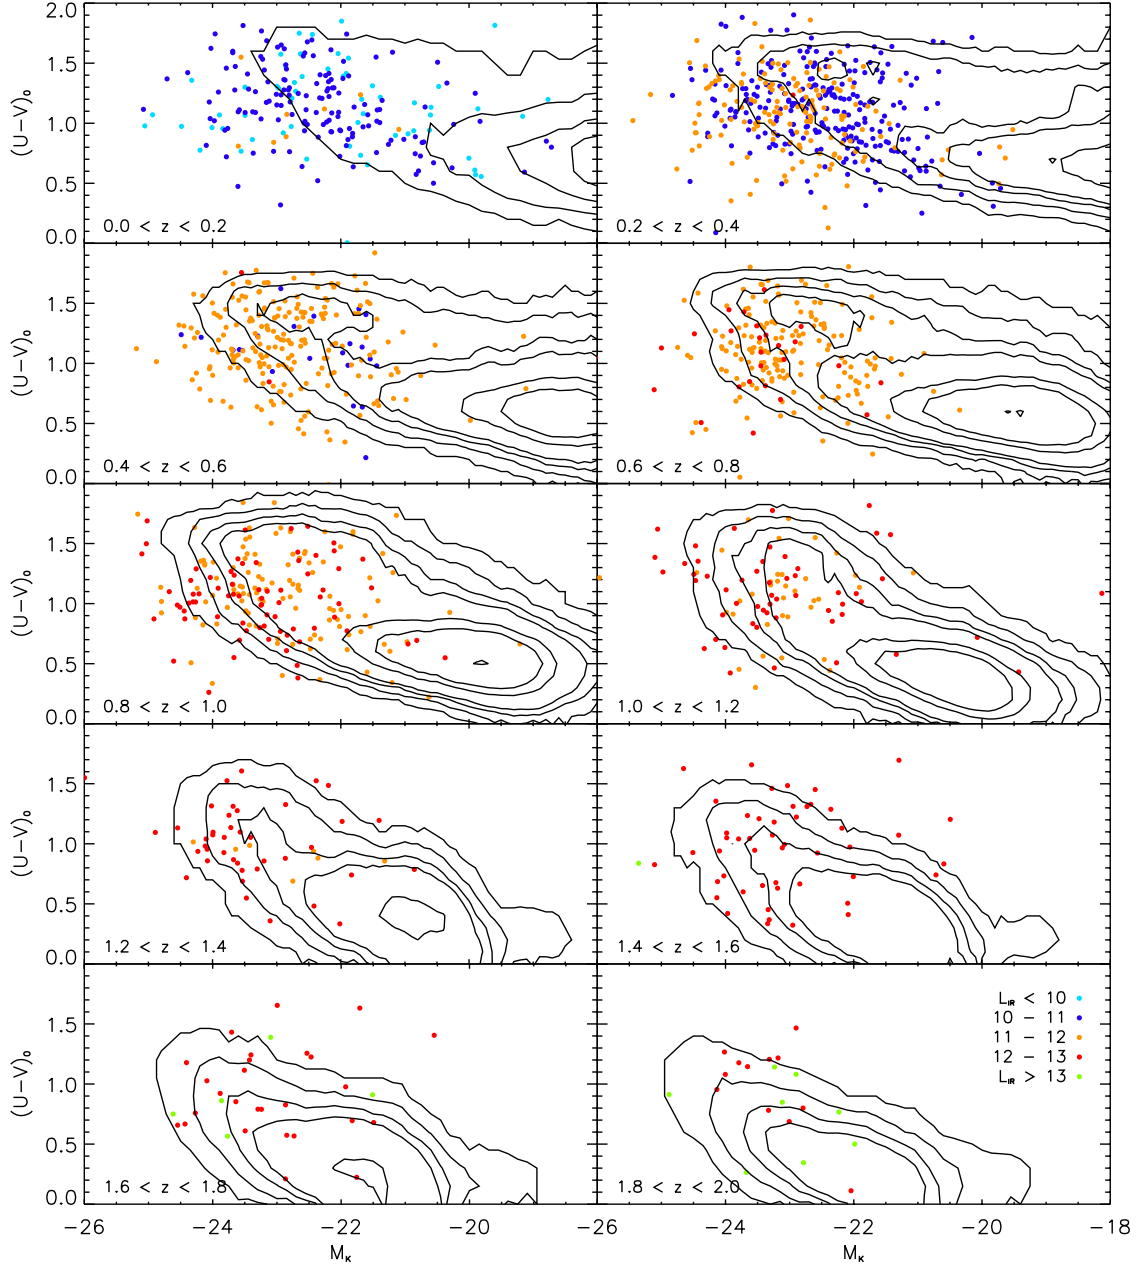 2.0
1.5
1.0
0.5
0.0
(U−V)₀
0.0 < z < 0.2
0.2 < z < 0.4
1.5
1.0
0.5
0.0
(U−V)₀
0.4 < z < 0.6
0.6 < z < 0.8
1.5
1.0
0.5
0.0
(U−V)₀
0.8 < z < 1.0
1.0 < z < 1.2
1.5
1.0
0.5
0.0
(U−V)₀
1.2 < z < 1.4
1.4 < z < 1.6
1.5
1.0
0.5
0.0
(U−V)₀
1.6 < z < 1.8
1.8 < z < 2.0
L_IR < 10
10 − 11
11 − 12
12 − 13
L_IR > 13
−26 −24 −22 −20 −26 −24 −22 −20 −18
M_K M_K